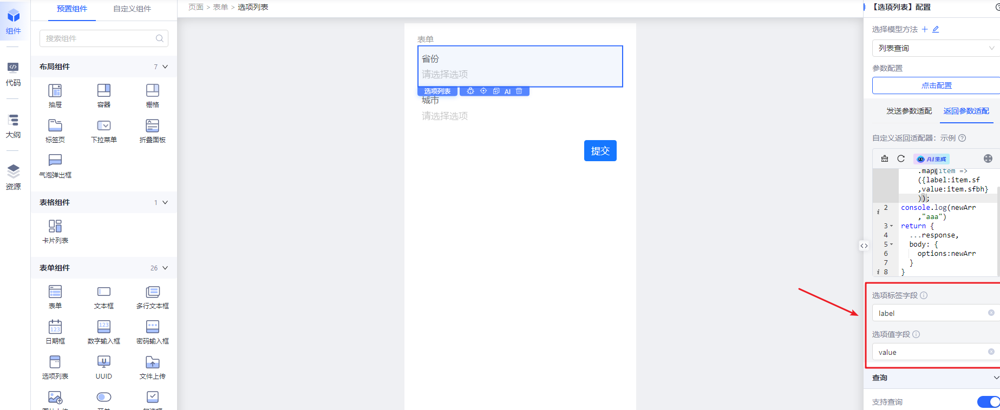 组件
代码
大纲
资源
预置组件
自定义组件
搜索组件
布局组件
7
抽屉
容器
栅格
标签页
下拉菜单
折叠面板
气泡弹出框
表格组件
1
卡片列表
表单组件
26
表单
文本框
多行文本框
123
日期框
123
数字输入框
密码输入框
选项列表
U
UUID
文件上传
页面 > 表单 > 选项列表
表单
省份
请选择选项
选项列表
AI
城市
请选择选项
提交
【选项列表】配置
选择模型方法
列表查询
参数配置
点击配置
发送参数适配
返回参数适配
自定义返回适配器：示例
AI生成
.map(item =>
({label:item.sf
,value:item.sfbh}
));
2 console.log(newArr
,"aaa")
3 return {
4 ...response,
5 body: {
6 options:newArr
7 }
8 }
选项标签字段
label
选项值字段
value
查询
支持查询